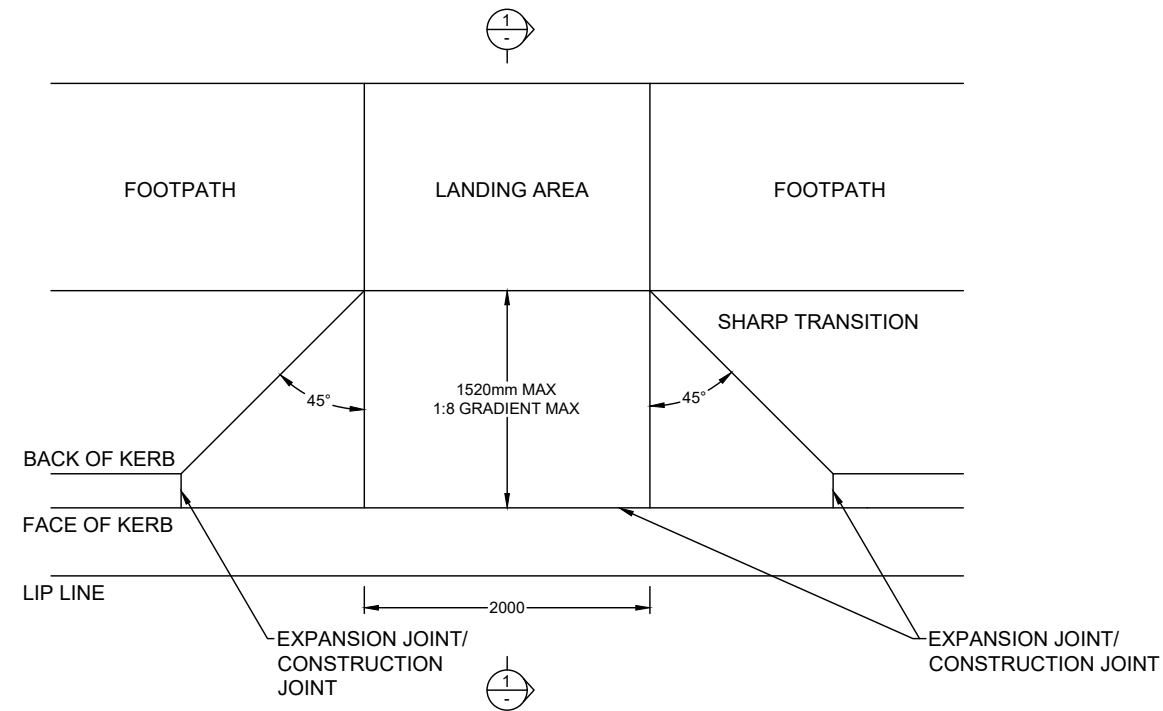 1
-
FOOTPATH
LANDING AREA
FOOTPATH
SHARP TRANSITION
45°
1520mm MAX
1:8 GRADIENT MAX
45°
BACK OF KERB
FACE OF KERB
LIP LINE
2000
EXPANSION JOINT/
CONSTRUCTION
JOINT
EXPANSION JOINT/
CONSTRUCTION JOINT
1
-